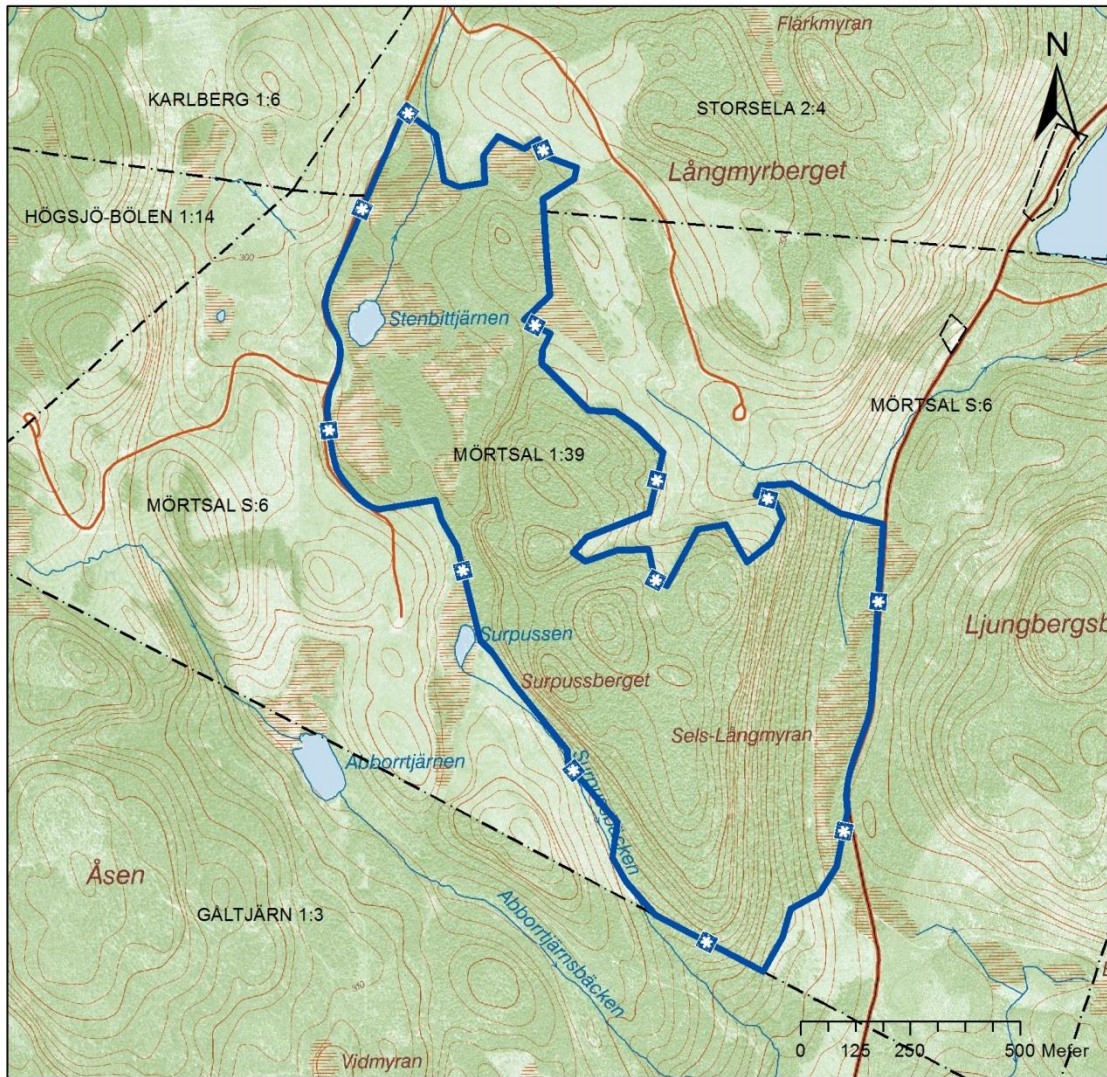 Flärkmyran
N
KARLBERG 1:6
STORSELA 2:4
Långmyrberget
HÖGSJÖ-BÖLEN 1:14
300
Stenbittjärnen
MÖRTSAL S:6
MÖRTSAL 1:39
MÖRTSAL S:6
Ljungbergsb
Surpussen
Surpussberget
Sels-Långmyran
Abborrtjärnen
Surpussbäcken
Åsen
Abborrtjärnsbäcken
GÅLTJÄRN 1:3
350
Vidmyran
0 125 250 500 Meter